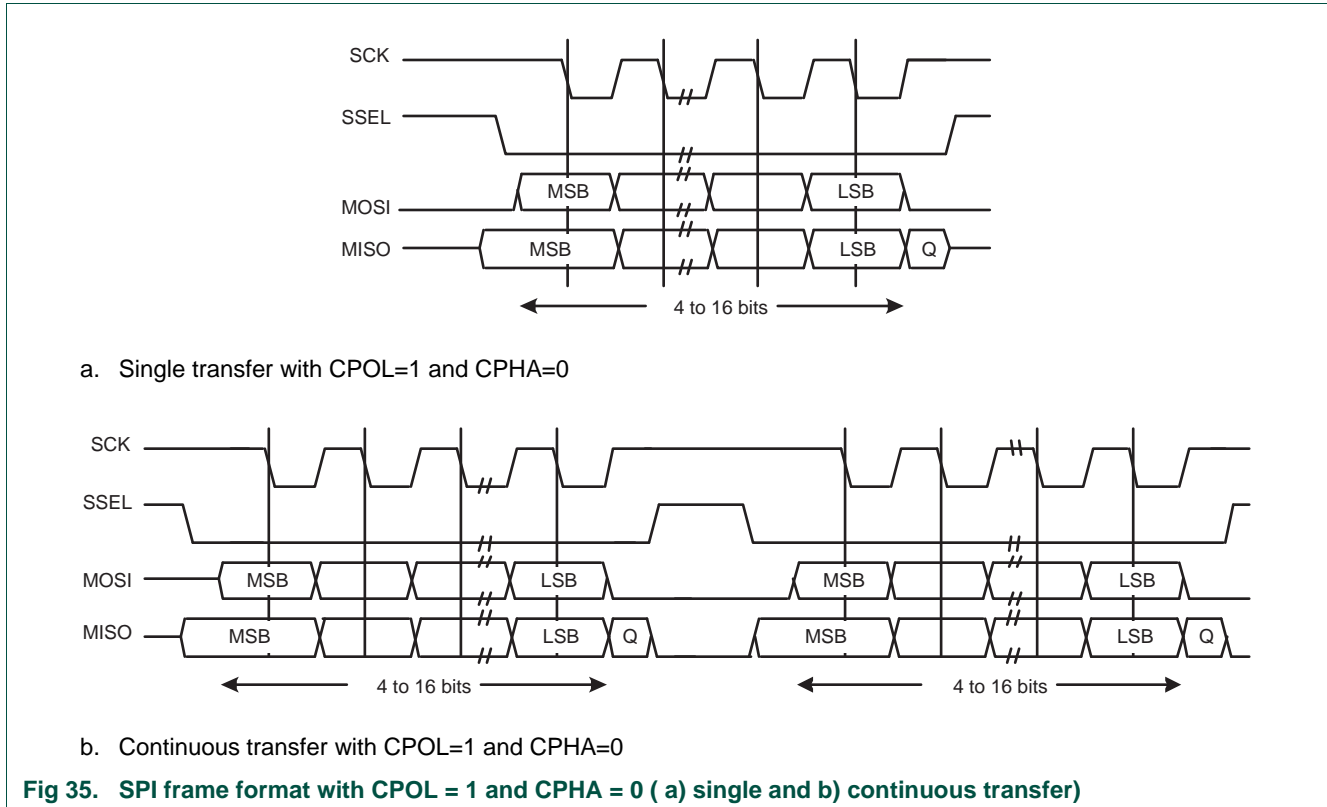 SCK
SSEL
MOSI MSB LSB
MISO MSB LSB Q
4 to 16 bits
a. Single transfer with CPOL=1 and CPHA=0
SCK
SSEL
MOSI MSB LSB MSB LSB
MISO MSB LSB Q MSB LSB Q
4 to 16 bits 4 to 16 bits
b. Continuous transfer with CPOL=1 and CPHA=0
Fig 35. SPI frame format with CPOL = 1 and CPHA = 0 ( a) single and b) continuous transfer)